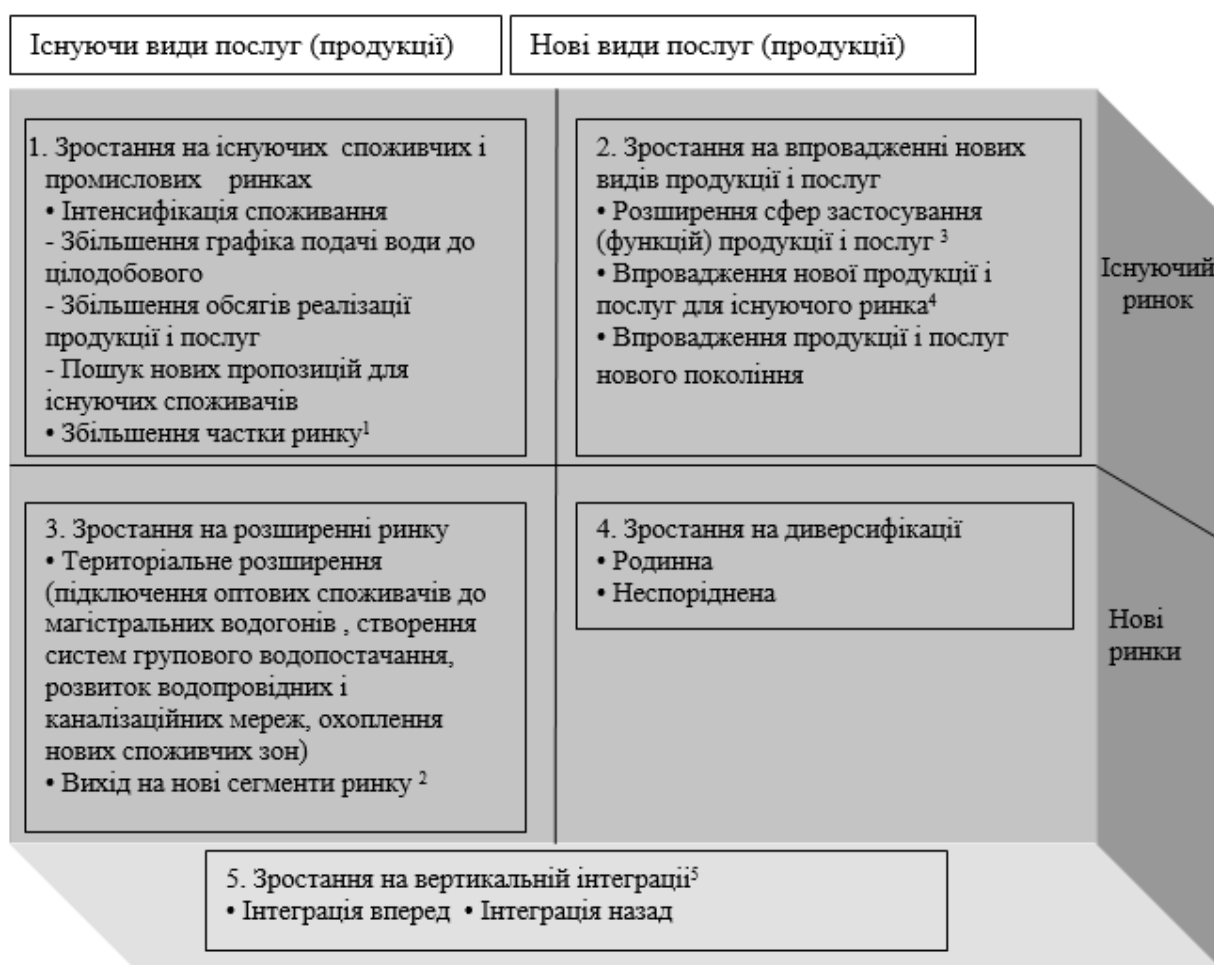 Існуючи види послуг (продукції)
Нові види послуг (продукції)
1. Зростання на існуючих споживчих і
промислових ринках
• Інтенсифікація споживання
- Збільшення графіка подачі води до
цілодобового
- Збільшення обсягів реалізації
продукції і послуг
- Пошук нових пропозицій для
існуючих споживачів
• Збільшення частки ринку¹
2. Зростання на впровадженні нових
видів продукції і послуг
• Розширення сфер застосування
(функцій) продукції і послуг ³
• Впровадження нової продукції і
послуг для існуючого ринка⁴
• Впровадження продукції і послуг
нового покоління
Існуючий
ринок
3. Зростання на розширенні ринку
• Територіальне розширення
(підключення оптових споживачів до
магістральних водогонів , створення
систем групового водопостачання,
розвиток водопровідних і
каналізаційних мереж, охоплення
нових споживчих зон)
• Вихід на нові сегменти ринку ²
4. Зростання на диверсифікації
• Родинна
• Неспоріднена
Нові
ринки
5. Зростання на вертикальній інтеграції⁵
• Інтеграція вперед • Інтеграція назад